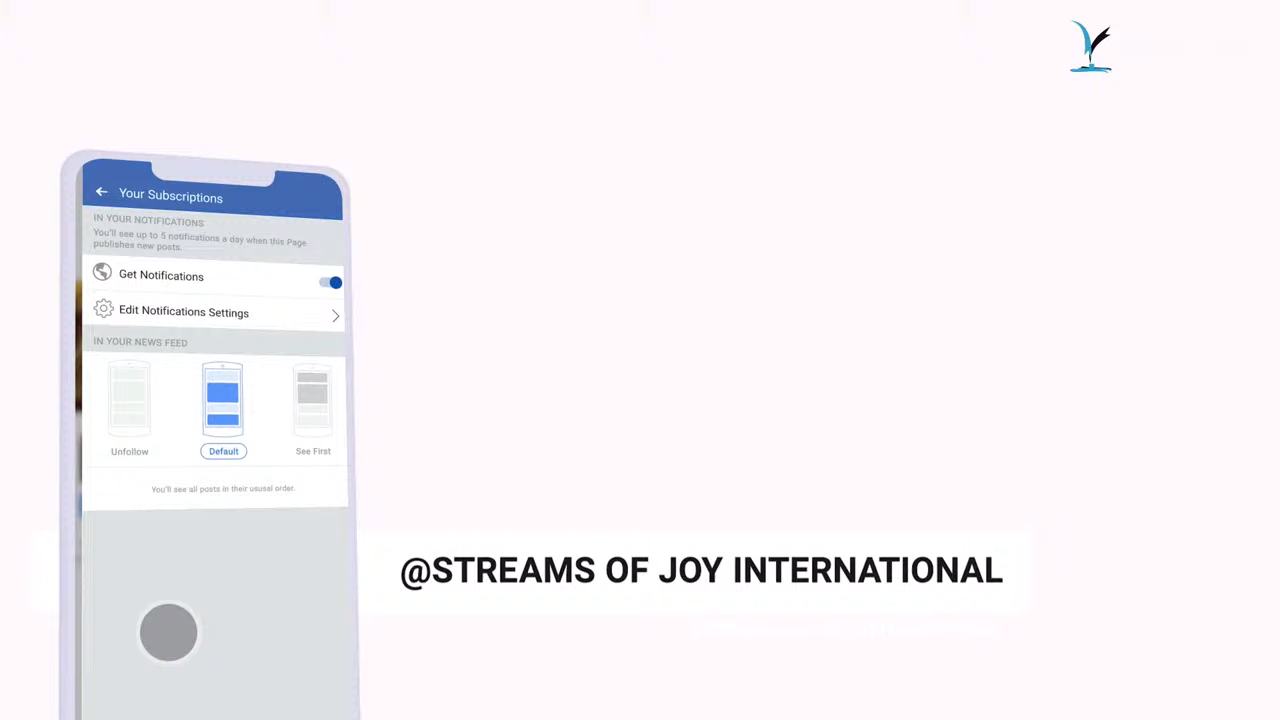 Your Subscriptions
IN YOUR NOTIFICATIONS
You'll see up to 5 notifications a day when this Page
publishes new posts.
Get Notifications
Edit Notifications Settings
IN YOUR NEWS FEED
Unfollow Default See First
You'll see all posts in their ususal order.
@STREAMS OF JOY INTERNATIONAL